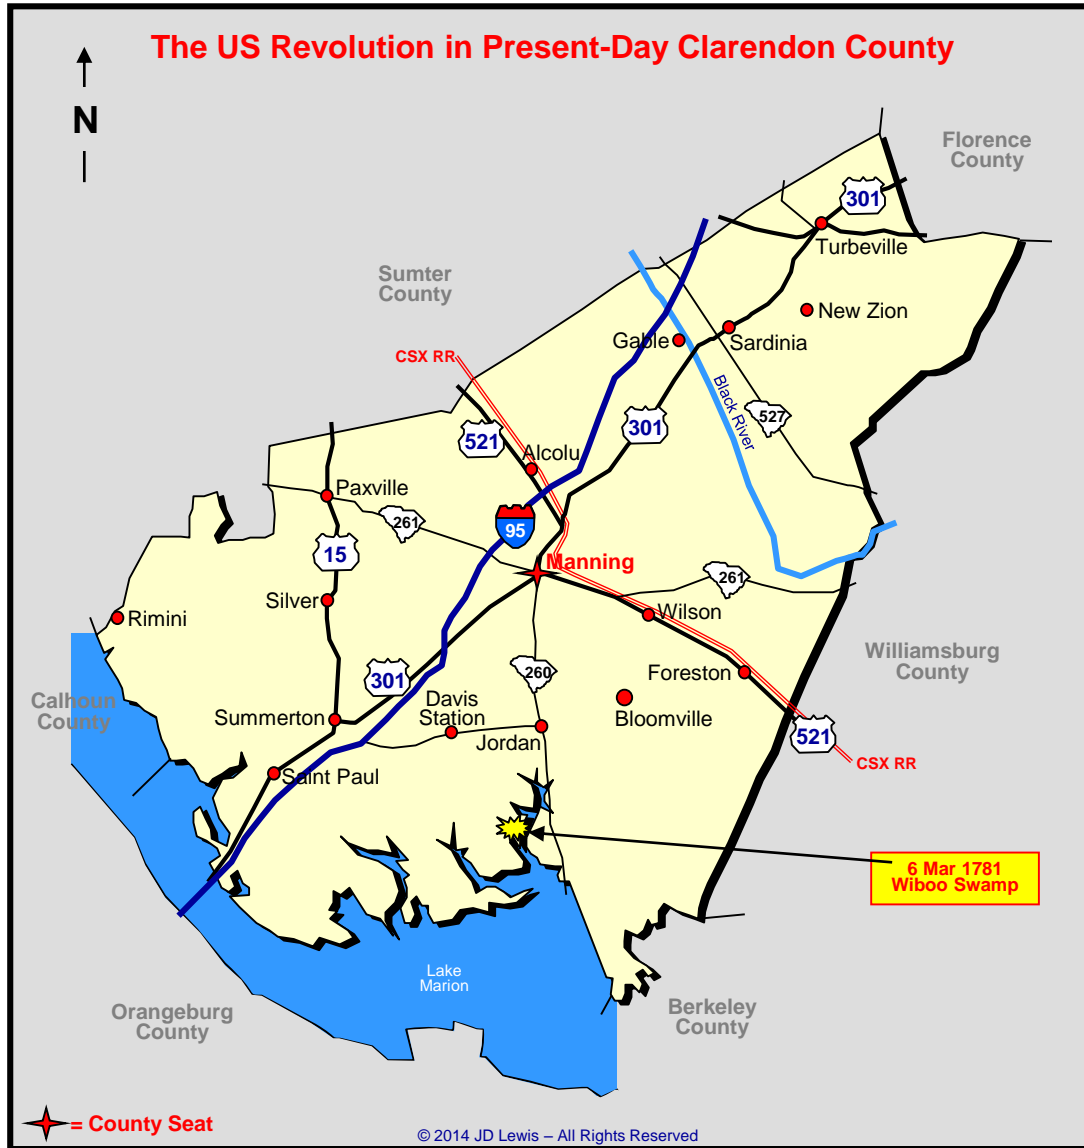 The US Revolution in Present-Day Clarendon County
N
Florence
County
301
Turbeville
Sumter
County
New Zion
Gable
Sardinia
CSX RR
Black River
527
301
521
Alcolu
Paxville
261
95
15
Manning
261
Silver
Rimini
Wilson
Williamsburg
County
Foreston
301
260
Calhoun
County
Davis
Station
Bloomville
Summerton
Jordan
521
CSX RR
Saint Paul
6 Mar 1781
Wiboo Swamp
Lake
Marion
Orangeburg
County
Berkeley
County
= County Seat
© 2014 JD Lewis – All Rights Reserved